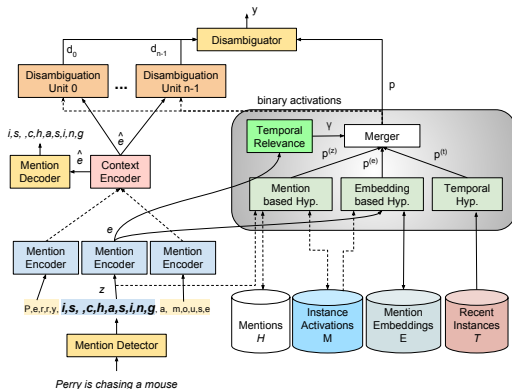 y
Disambiguator
d0
dn-1
p
Disambiguation
Unit 0
...
Disambiguation
Unit n-1
binary activations
i,s, ,c,h,a,s,i,n,g
ê
Temporal
Relevance
γ
Merger
Mention
Decoder
ê
Context
Encoder
p(z)
p(e)
p(t)
Mention
based Hyp.
Embedding
based Hyp.
Temporal
Hyp.
e
Mention
Encoder
Mention
Encoder
Mention
Encoder
z
P,e,r,r,y, i,s, ,c,h,a,s,i,n,g, a, m,o,u,s,e
Mentions
H
Instance
Activations
M
Mention
Embeddings
E
Recent
Instances
T
Mention Detector
Perry is chasing a mouse